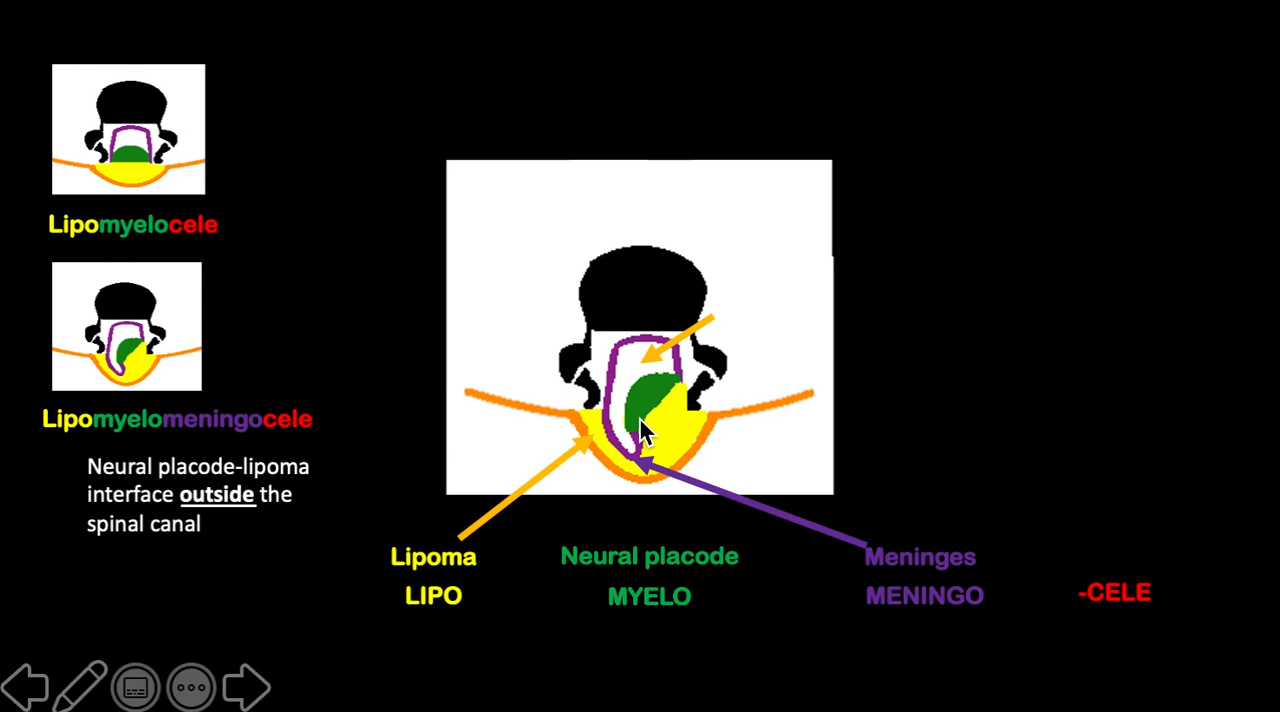 Lipomyelocele
Lipomyelomeningocele
Neural placode-lipoma
interface outside the
spinal canal
Lipoma
LIPO
Neural placode
MYELO
Meninges
MENINGO
-CELE